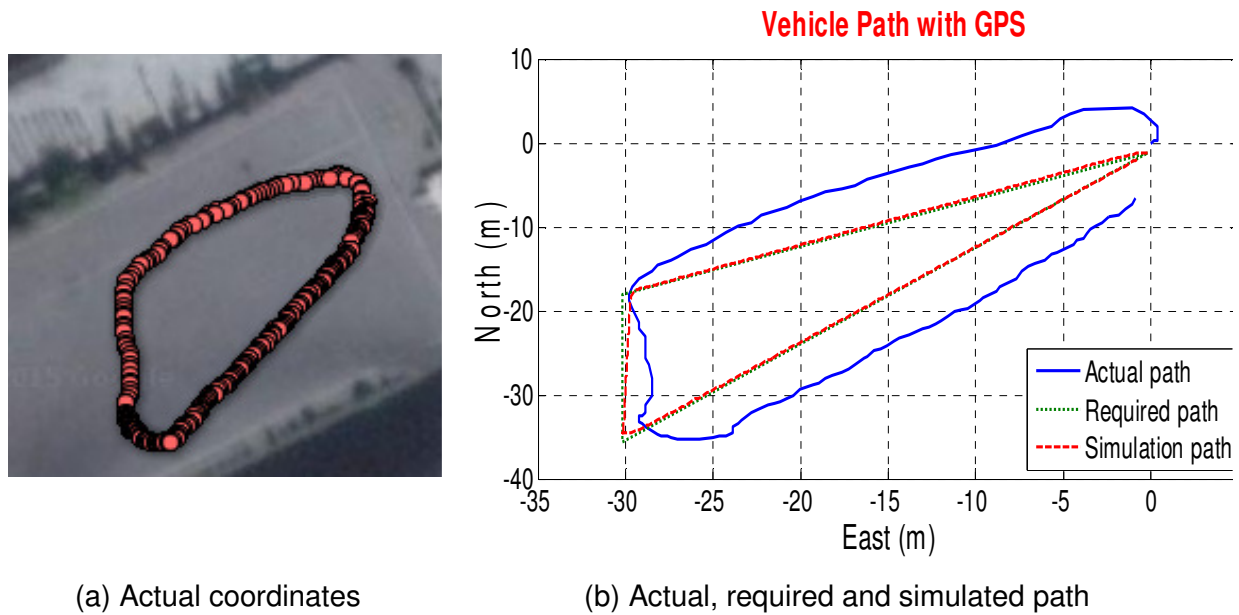 Vehicle Path with GPS
10
0
-10
-20
-30
-40
North (m)
-35
-30
-25
-20
-15
-10
-5
0
East (m)
Actual path
Required path
Simulation path
(a) Actual coordinates
(b) Actual, required and simulated path